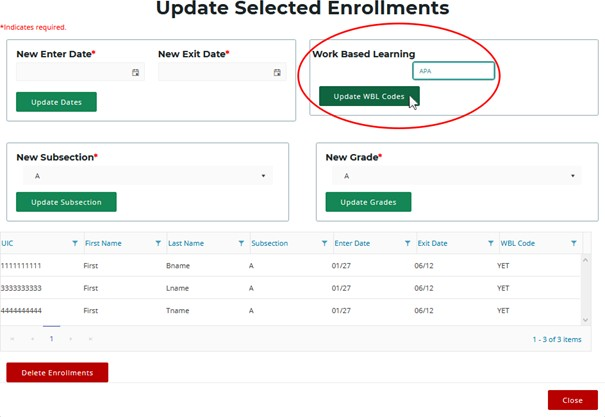 Update Selected Enrollments
*Indicates required.
New Enter Date* New Exit Date* Work Based Learning
APA
Update Dates Update WBL Codes
New Subsection* New Grade*
A A
Update Subsection Update Grades
UIC First Name Last Name Subsection Enter Date Exit Date WBL Code
1111111111 First Bname A 01/27 06/12 YET
3333333333 First Lname A 01/27 06/12 YET
4444444444 First Tname A 01/27 06/12 YET
1 1 - 3 of 3 items
Delete Enrollments
Close